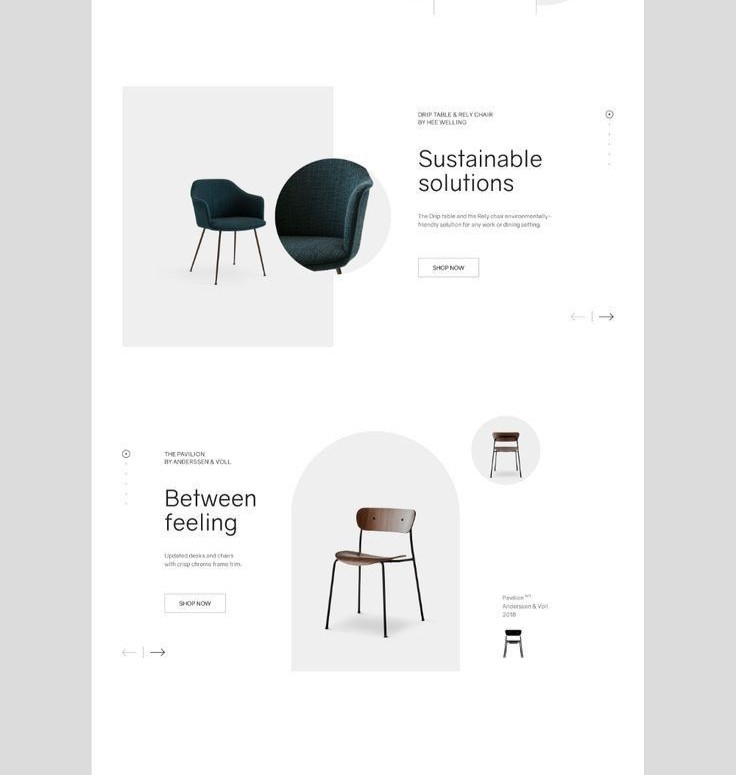 DRIP TABLE & RELY CHAIR
BY HEE WELLING
Sustainable
solutions
The Drip table and the Rely chair environmentally-
friendly solution for any work or dining setting.
SHOP NOW
THE PAVILION
BY ANDERSSEN & VOLL
Between
feeling
Updated desks and chairs
with crisp chrome frame trim.
SHOP NOW
Pavilion
Anderssen & Voll
2018